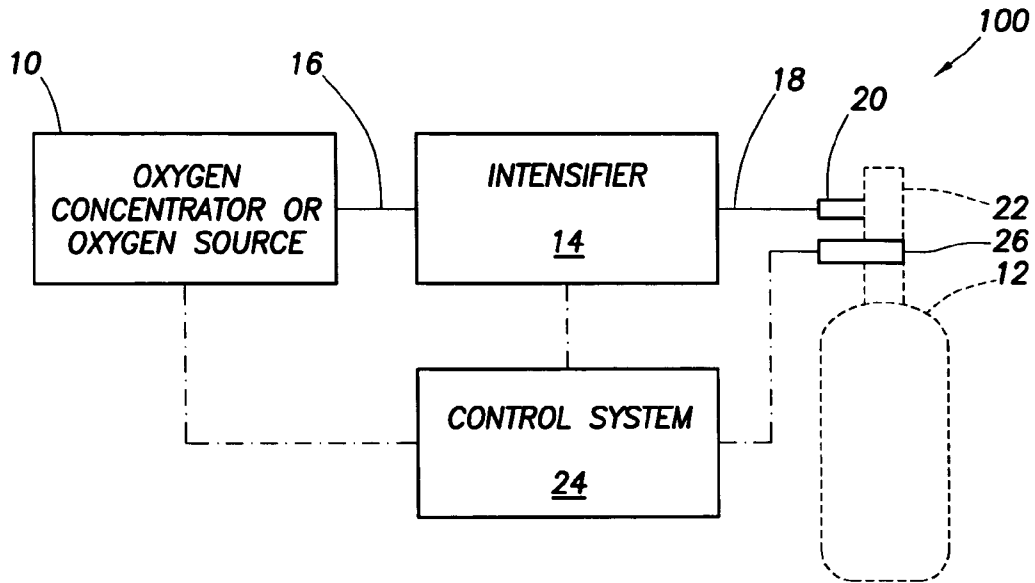 100
10
16
18
20
OXYGEN
CONCENTRATOR OR
OXYGEN SOURCE
INTENSIFIER
14
22
26
12
CONTROL SYSTEM
24